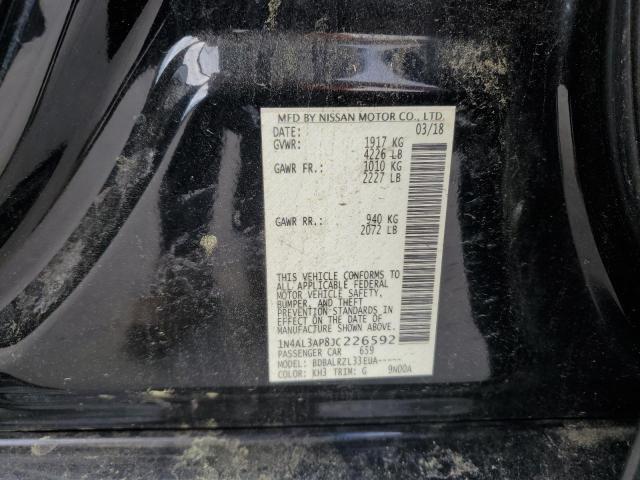 MFD BY NISSAN MOTOR CO., LTD.
DATE: 03/18
GVWR: 1917 KG
4226 LB
GAWR FR.: 1010 KG
2227 LB
GAWR RR.: 940 KG
2072 LB
THIS VEHICLE CONFORMS TO
ALL APPLICABLE FEDERAL
MOTOR VEHICLE SAFETY,
BUMPER, AND THEFT
PREVENTION STANDARDS IN
EFFECT ON THE DATE OF
MANUFACTURE SHOWN ABOVE.
1N4AL3AP8JC226592
PASSENGER CAR 659
MODEL: BDBALRZL33EUA-----
COLOR: KH3 TRIM: G 9N00A